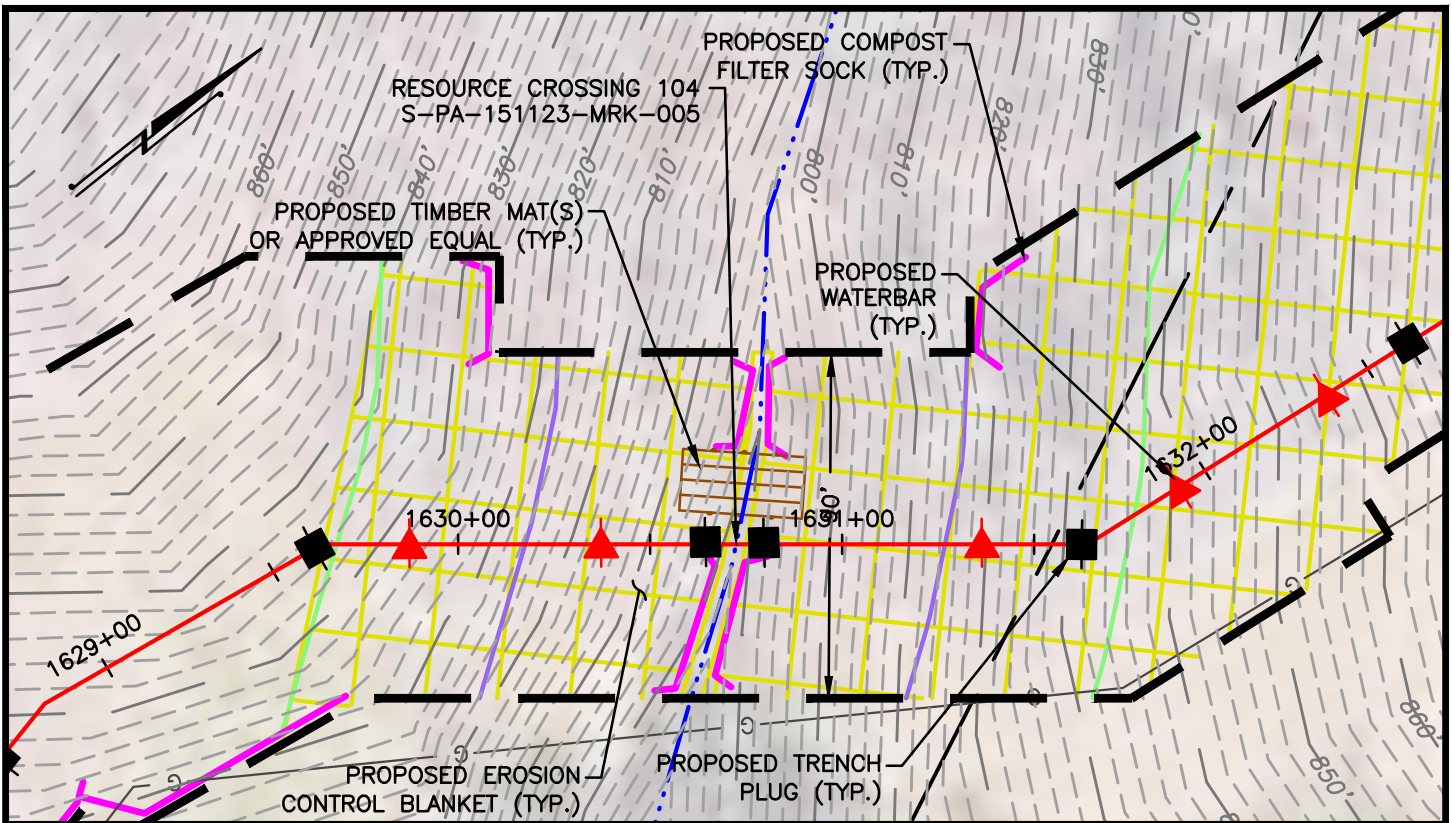 PROPOSED COMPOST
FILTER SOCK (TYP.)
RESOURCE CROSSING 104
S-PA-151123-MRK-005
830'
820'
860'
850'
840'
830'
820'
810'
800'
810'
PROPOSED TIMBER MAT(S)
OR APPROVED EQUAL (TYP.)
PROPOSED
WATERBAR
(TYP.)
1632+00
1630+00
1631+00
1629+00
G
G
G
G
G
860'
850'
PROPOSED EROSION
CONTROL BLANKET (TYP.)
PROPOSED TRENCH
PLUG (TYP.)